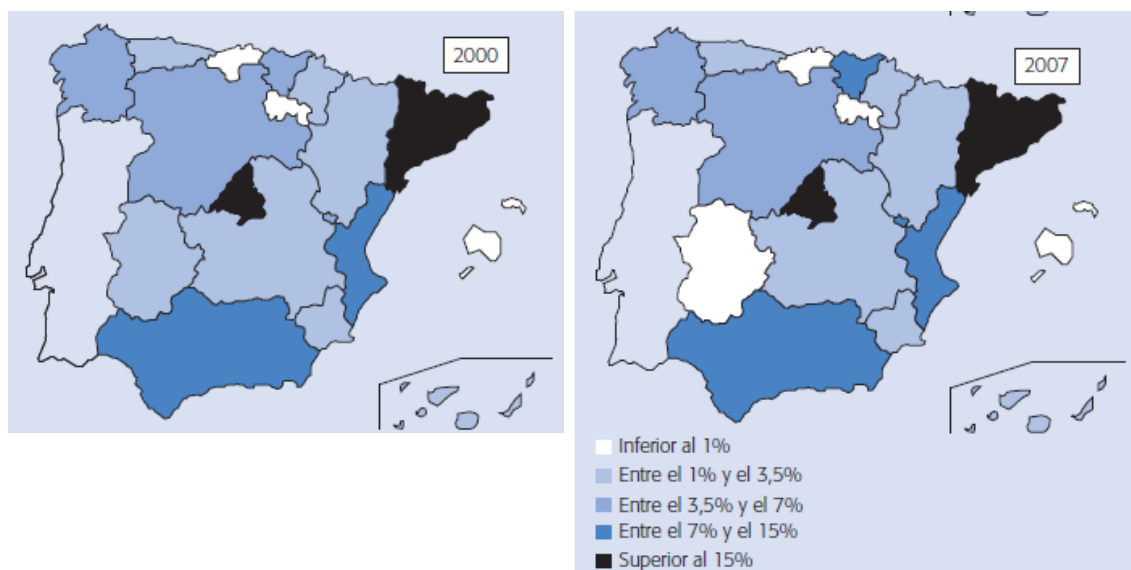 2000
2007
Inferior al 1%
Entre el 1% y el 3,5%
Entre el 3,5% y el 7%
Entre el 7% y el 15%
Superior al 15%